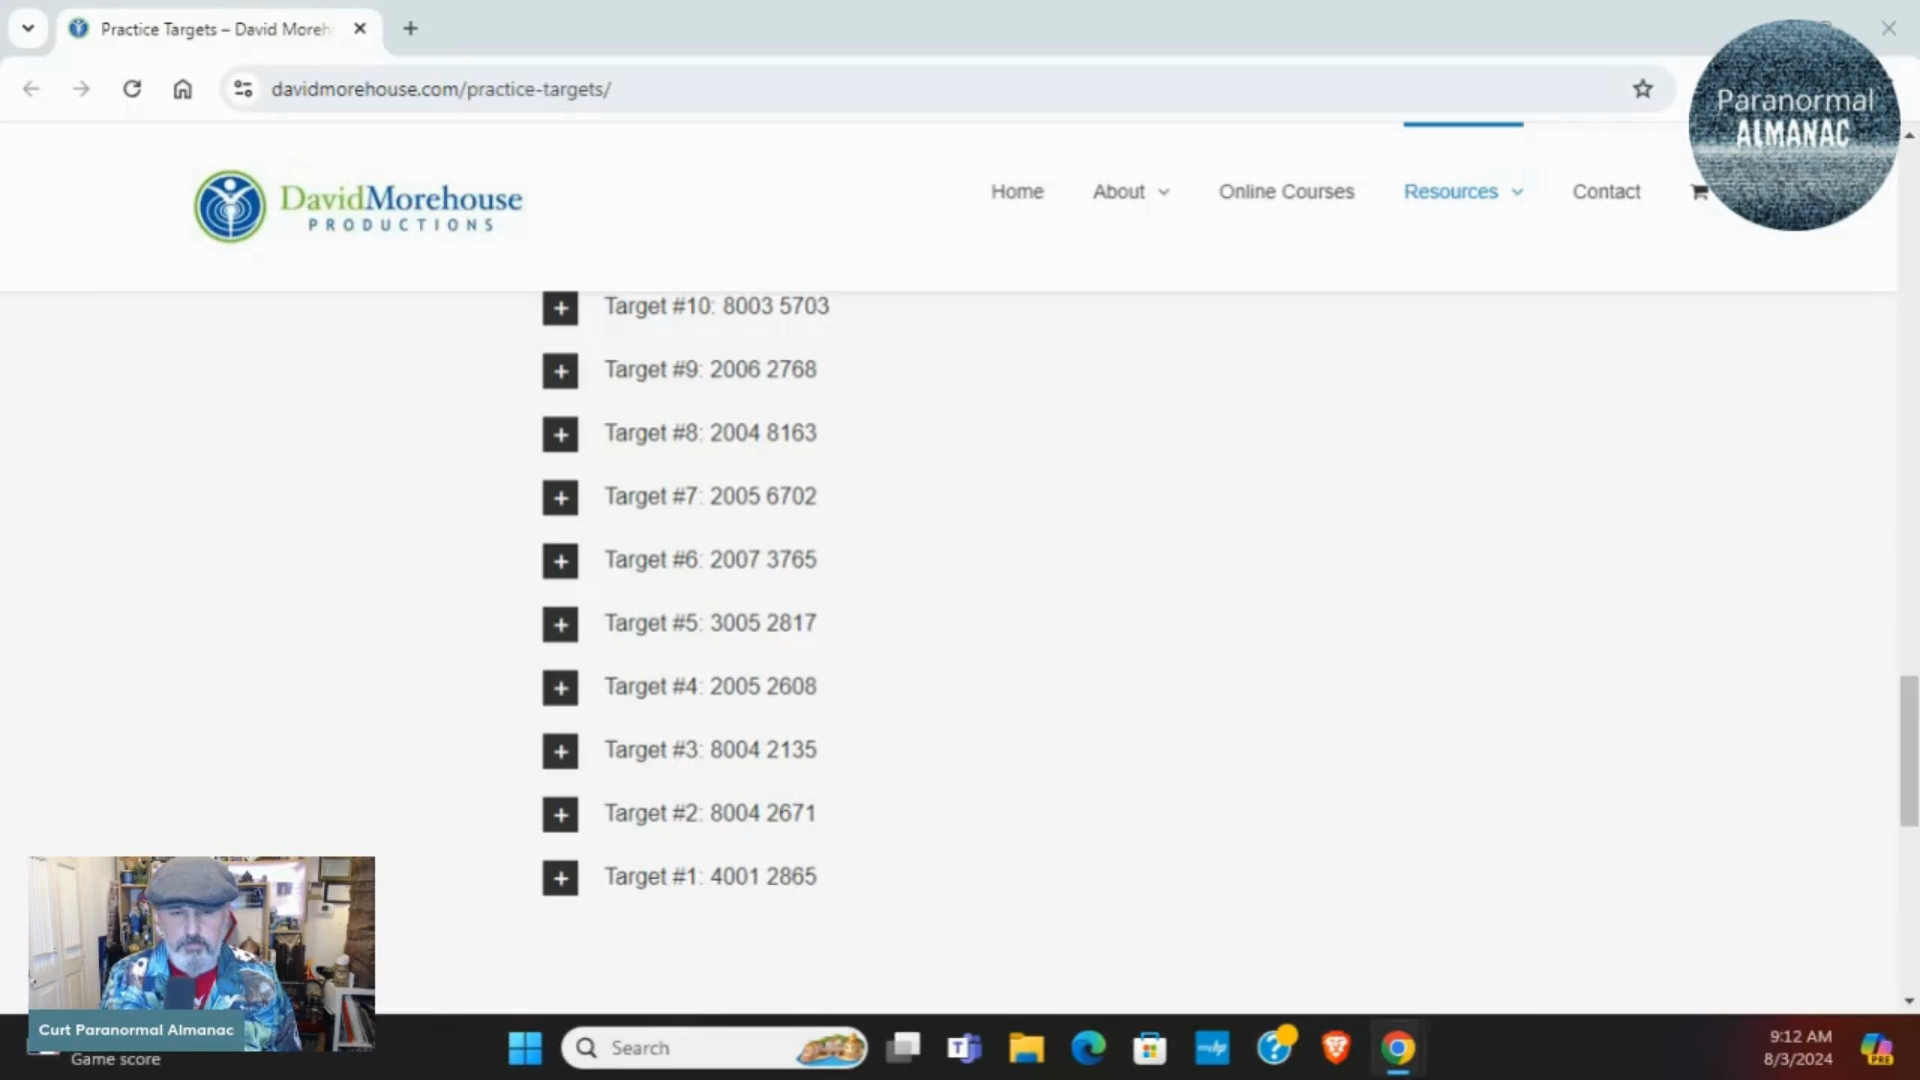 Practice Targets – David Moreh
davidmorehouse.com/practice-targets/
Paranormal
ALMANAC
DavidMorehouse
PRODUCTIONS
Home
About
Online Courses
Resources
Contact
Target #10: 8003 5703
Target #9: 2006 2768
Target #8: 2004 8163
Target #7: 2005 6702
Target #6: 2007 3765
Target #5: 3005 2817
Target #4: 2005 2608
Target #3: 8004 2135
Target #2: 8004 2671
Target #1: 4001 2865
Curt Paranormal Almanac
Game score
Search
myhp
9:12 AM
8/3/2024
PRE